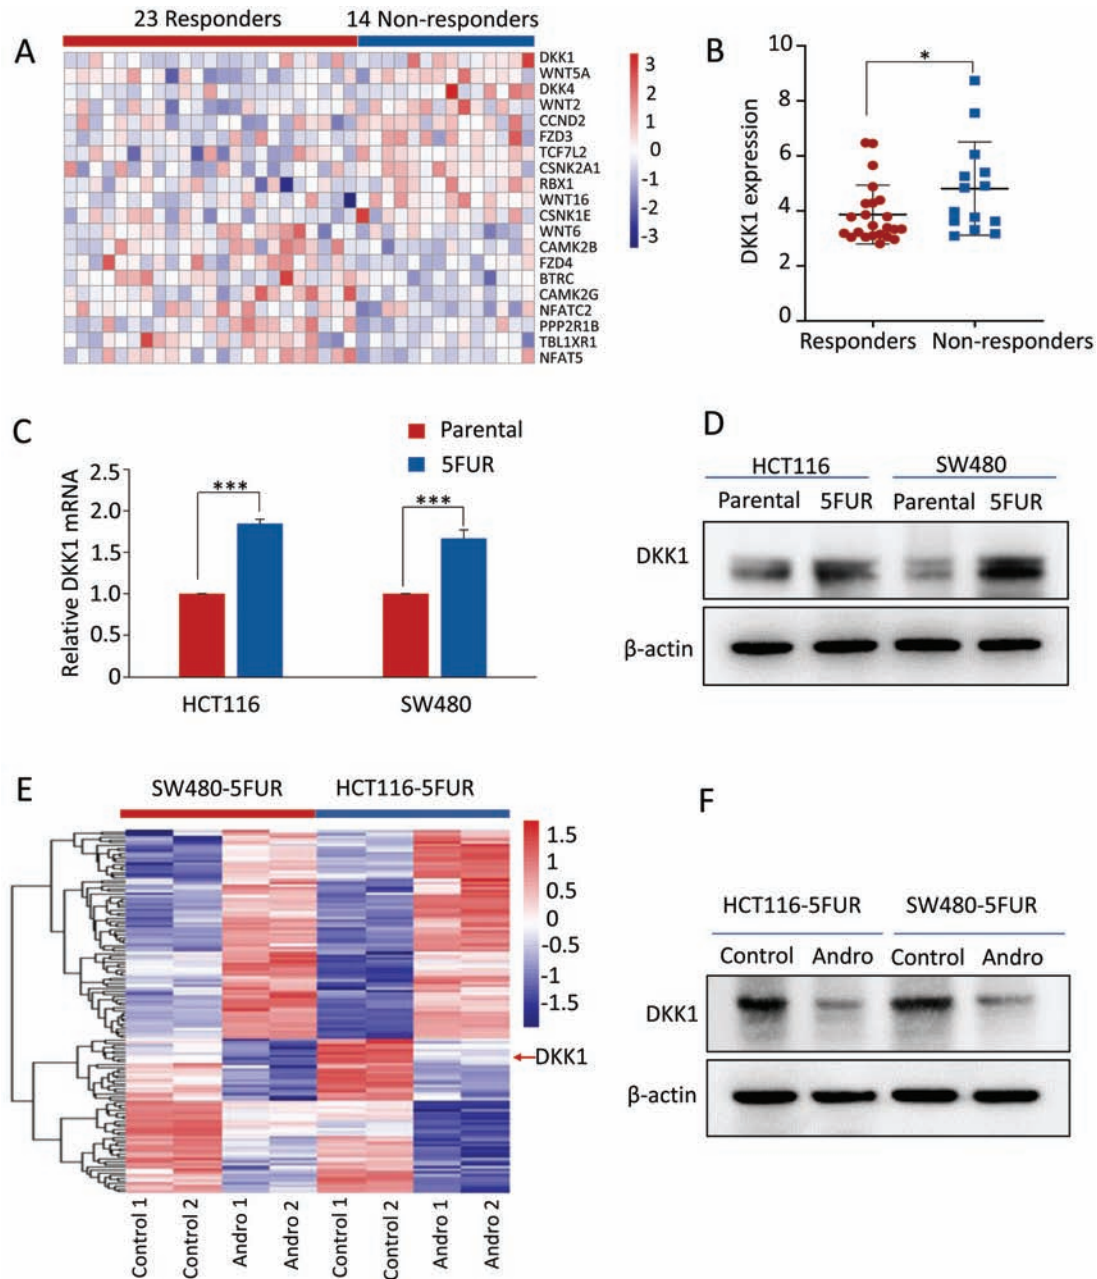 23 Responders 14 Non-responders
A
DKK1
WNT5A
DKK4
WNT2
CCND2
FZD3
TCF7L2
CSNK2A1
RBX1
WNT16
CSNK1E
WNT6
CAMK2B
FZD4
BTRC
CAMK2G
NFATC2
PPP2R1B
TBL1XR1
NFAT5
3
2
1
0
-1
-2
-3
B
DKK1 expression
10
8
6
4
2
0
*
Responders Non-responders
C
Parental
5FUR
Relative DKK1 mRNA
2.5
2.0
1.5
1.0
0.5
0
*** ***
HCT116 SW480
D
HCT116 SW480
Parental 5FUR Parental 5FUR
DKK1
β-actin
E
SW480-5FUR HCT116-5FUR
1.5
1
0.5
0
-0.5
-1
-1.5
DKK1
Control 1
Control 2
Andro 1
Andro 2
Control 1
Control 2
Andro 1
Andro 2
F
HCT116-5FUR SW480-5FUR
Control Andro Control Andro
DKK1
β-actin